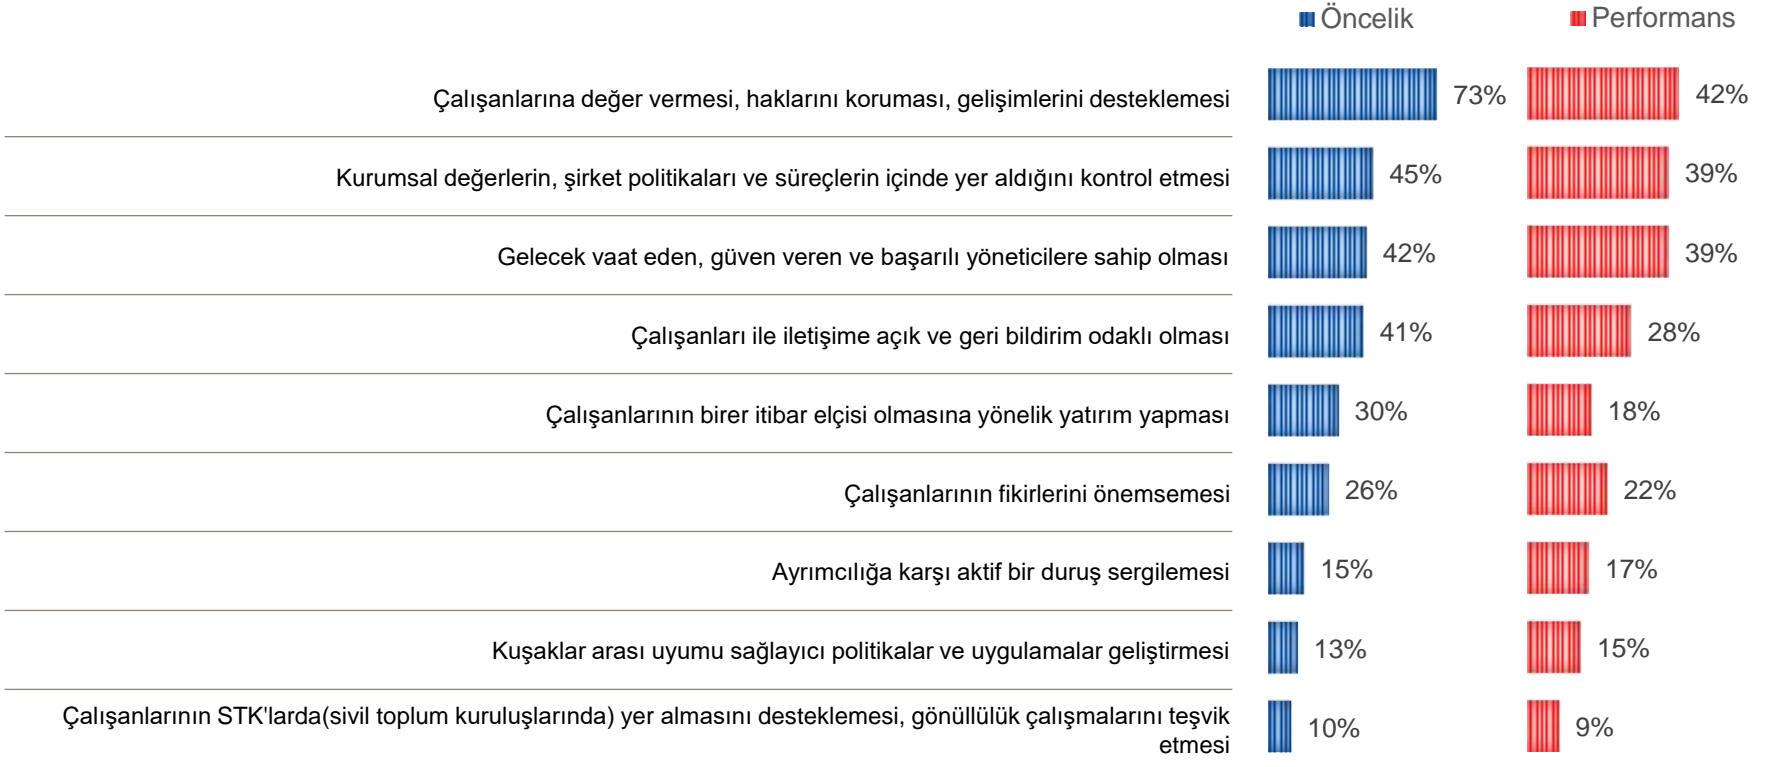 Öncelik Performans
Çalışanlarına değer vermesi, haklarını koruması, gelişimlerini desteklemesi 73% 42%
Kurumsal değerlerin, şirket politikaları ve süreçlerin içinde yer aldığını kontrol etmesi 45% 39%
Gelecek vaat eden, güven veren ve başarılı yöneticilere sahip olması 42% 39%
Çalışanları ile iletişime açık ve geri bildirim odaklı olması 41% 28%
Çalışanlarının birer itibar elçisi olmasına yönelik yatırım yapması 30% 18%
Çalışanlarının fikirlerini önemsemesi 26% 22%
Ayrımcılığa karşı aktif bir duruş sergilemesi 15% 17%
Kuşaklar arası uyumu sağlayıcı politikalar ve uygulamalar geliştirmesi 13% 15%
Çalışanlarının STK'larda(sivil toplum kuruluşlarında) yer almasını desteklemesi, gönüllülük çalışmalarını teşvik
etmesi 10% 9%